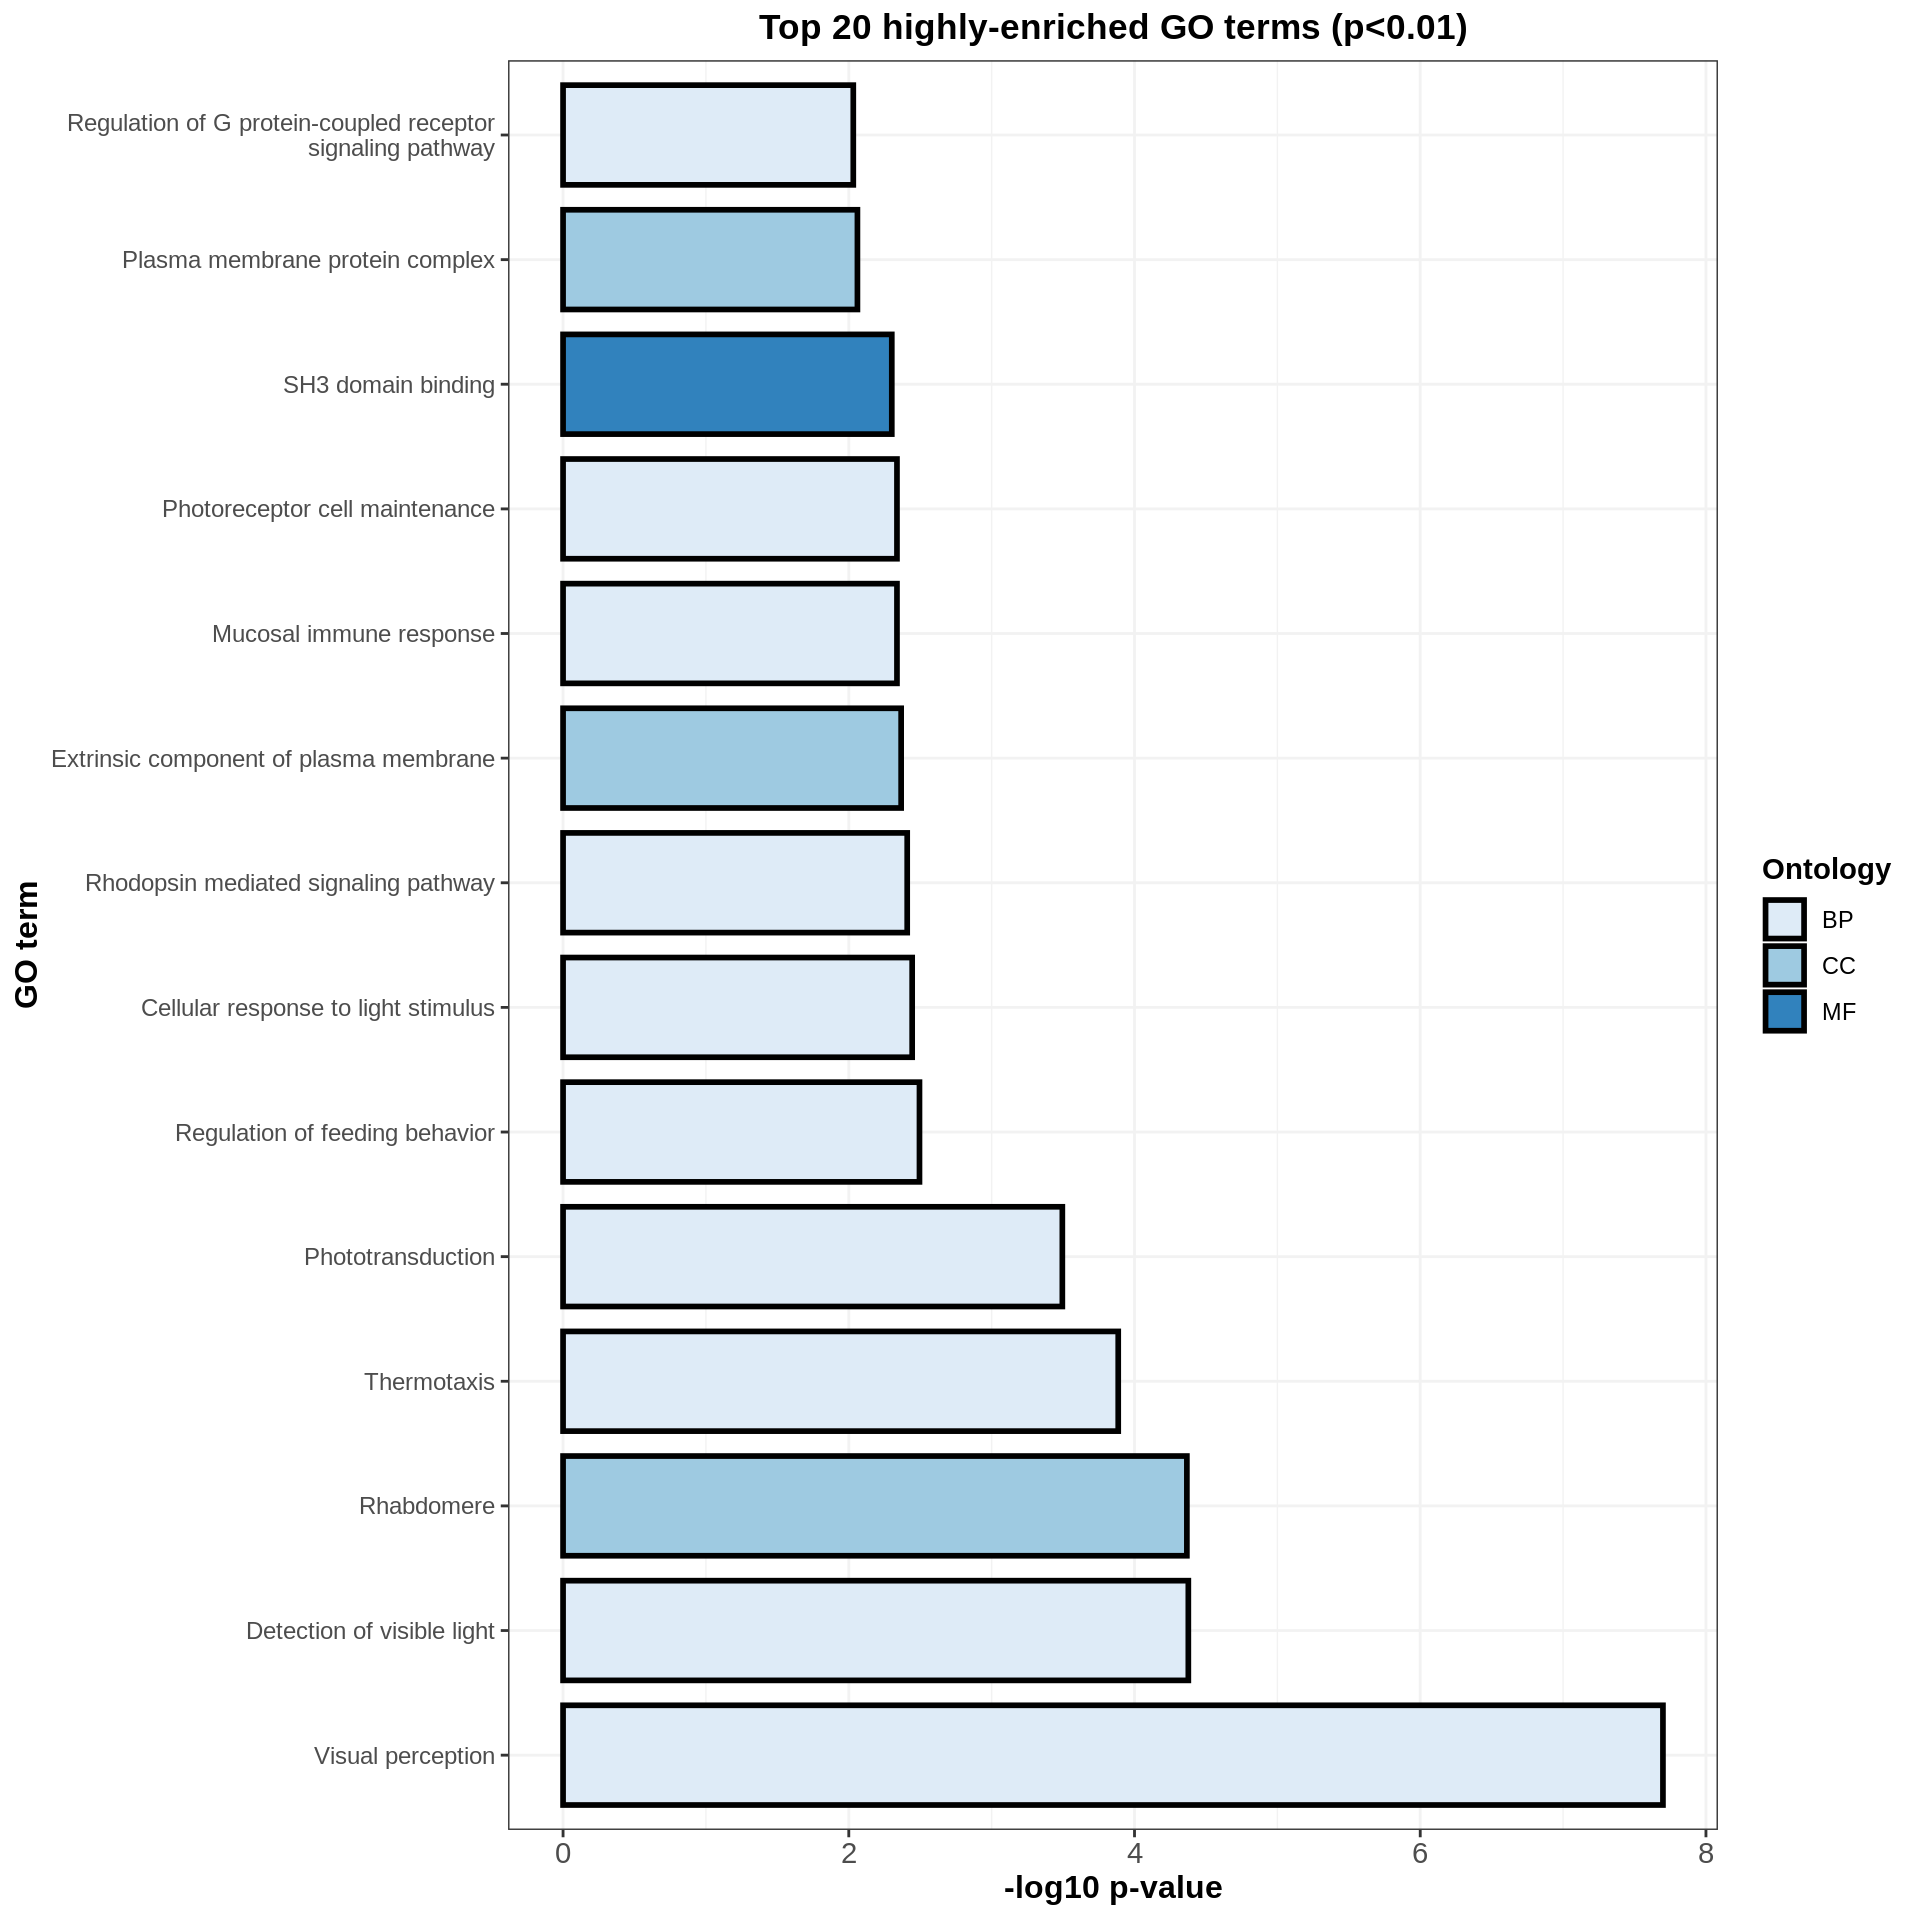 Top 20 highly-enriched GO terms (p<0.01)
Regulation of G protein-coupled receptor
signaling pathway
Plasma membrane protein complex
SH3 domain binding
Photoreceptor cell maintenance
Mucosal immune response
Extrinsic component of plasma membrane
Rhodopsin mediated signaling pathway
Cellular response to light stimulus
Regulation of feeding behavior
Phototransduction
Thermotaxis
Rhabdomere
Detection of visible light
Visual perception
GO term
0 2 4 6 8
-log10 p-value
Ontology
BP
CC
MF